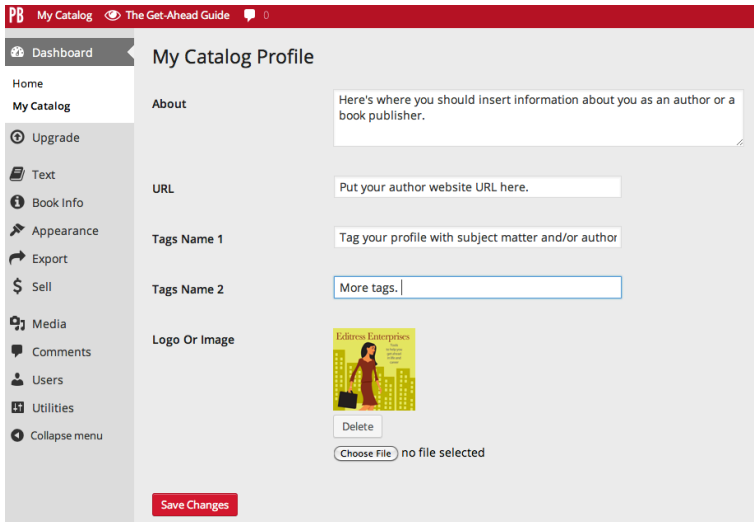 PB My Catalog The Get-Ahead Guide 0
Dashboard
Home
My Catalog
Upgrade
Text
Book Info
Appearance
Export
Sell
Media
Comments
Users
Utilities
Collapse menu
My Catalog Profile
About
Here's where you should insert information about you as an author or a
book publisher.
URL
Put your author website URL here.
Tags Name 1
Tag your profile with subject matter and/or author
Tags Name 2
More tags.
Logo Or Image
Editress Enterprises
Delete
Choose File no file selected
Save Changes